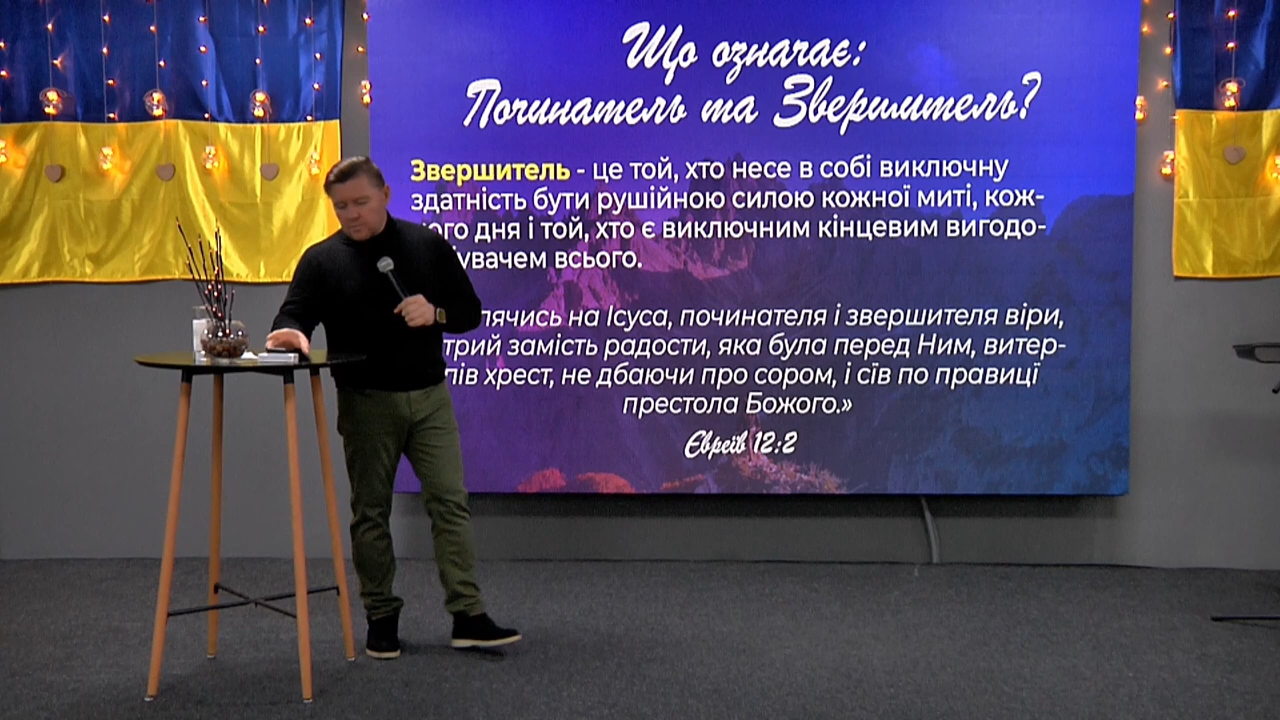 Що означає:
Починатель та Звершитель?
Звершитель - це той, хто несе в собі виключну
здатність бути рушійною силою кожної миті, кож-
дня і той, хто є виключним кінцевим вигодо-
всього.
на Ісуса, починателя і звершителя віри,
замість радости, яка була перед Ним, витер-
хрест, не дбаючи про сором, і сїв по правиці
престола Божого.»
Євреїв 12:2